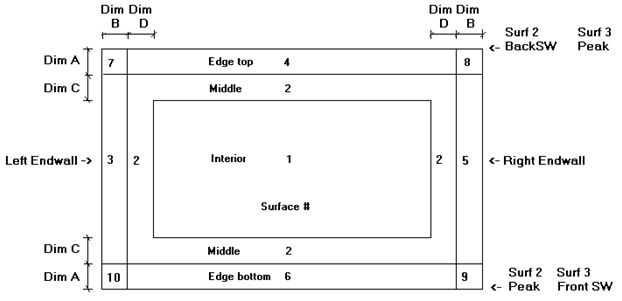 Dim Dim
B D
Dim Dim
D B
Surf 2 Surf 3
<- BackSW Peak
Dim A
7 Edge top 4 8
Dim C
Middle 2
Left Endwall -> 3 2 Interior 1 2 5 <- Right Endwall
Surface #
Dim C
Middle 2
Dim A
10 Edge bottom 6 9
Surf 2 Surf 3
<- Peak Front SW